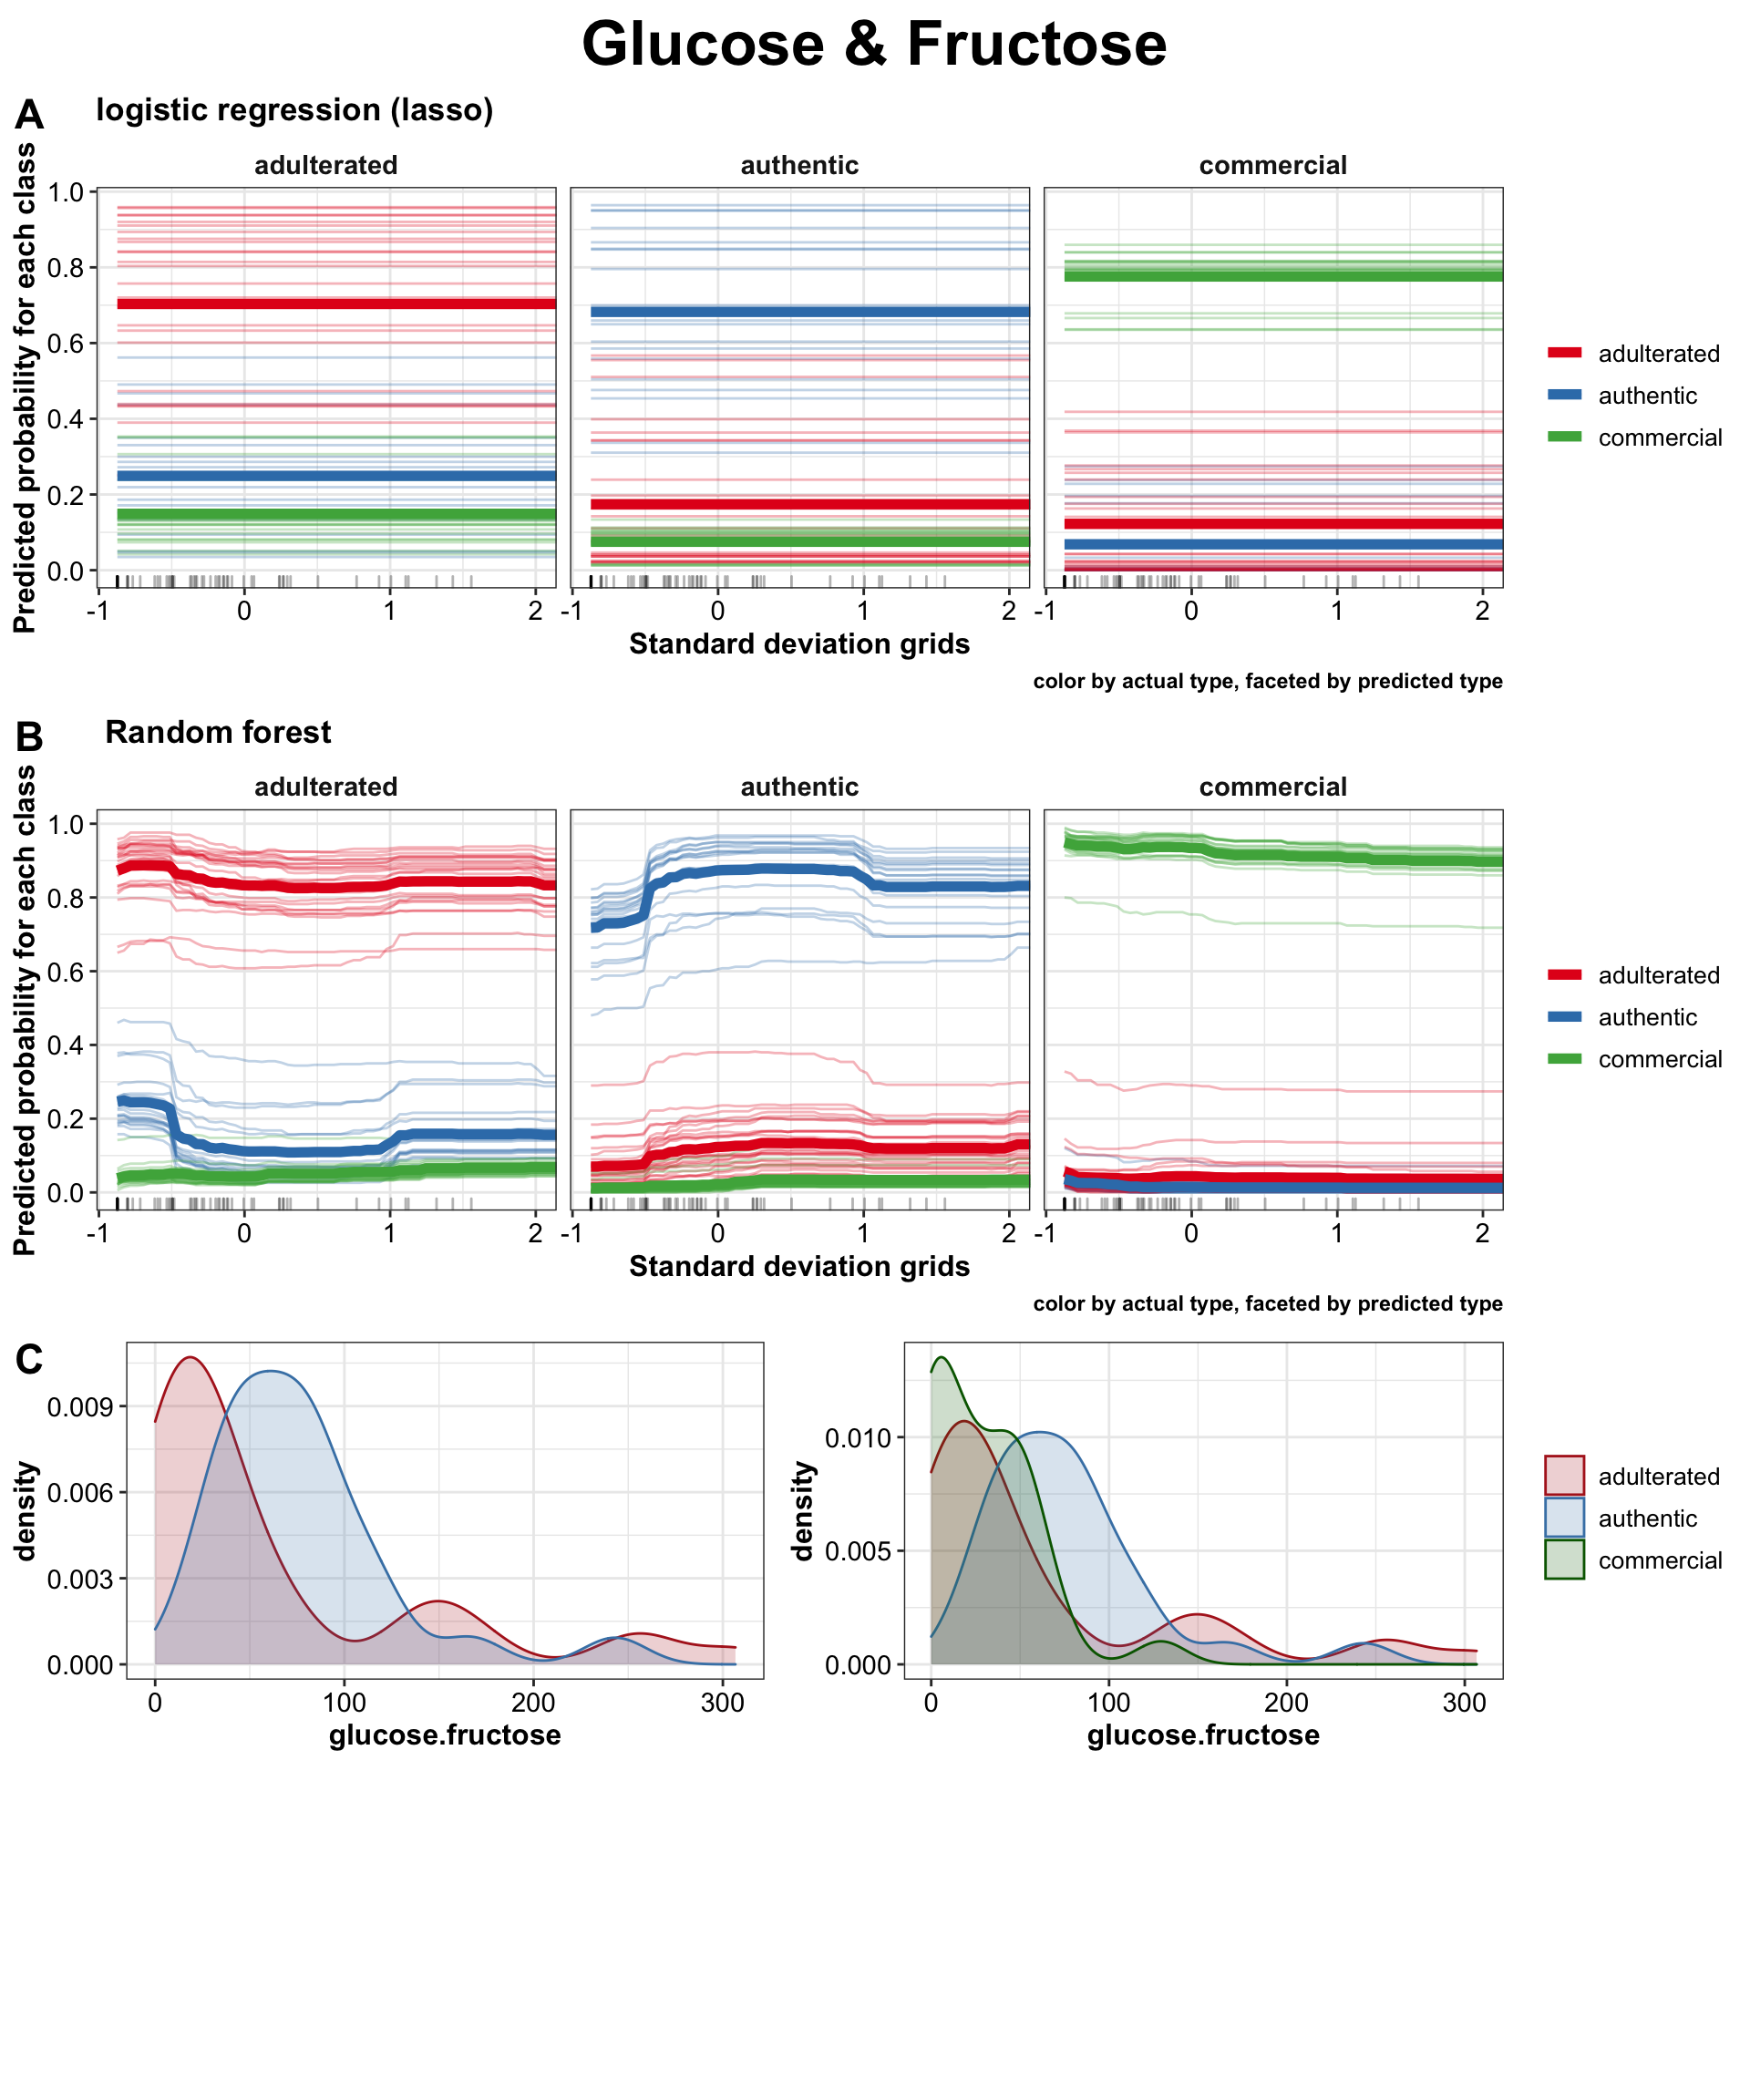 Glucose & Fructose
A
logistic regression (lasso)
adulterated authentic commercial
Predicted probability for each class
1.0
0.8
0.6
0.4
0.2
0.0
-1 0 1 2 -1 0 1 2 -1 0 1 2
Standard deviation grids
color by actual type, faceted by predicted type
adulterated
authentic
commercial
B
Random forest
adulterated authentic commercial
Predicted probability for each class
1.0
0.8
0.6
0.4
0.2
0.0
-1 0 1 2 -1 0 1 2 -1 0 1 2
Standard deviation grids
color by actual type, faceted by predicted type
adulterated
authentic
commercial
C
density
0.009
0.006
0.003
0.000
0 100 200 300
glucose.fructose
density
0.010
0.005
0.000
0 100 200 300
glucose.fructose
adulterated
authentic
commercial